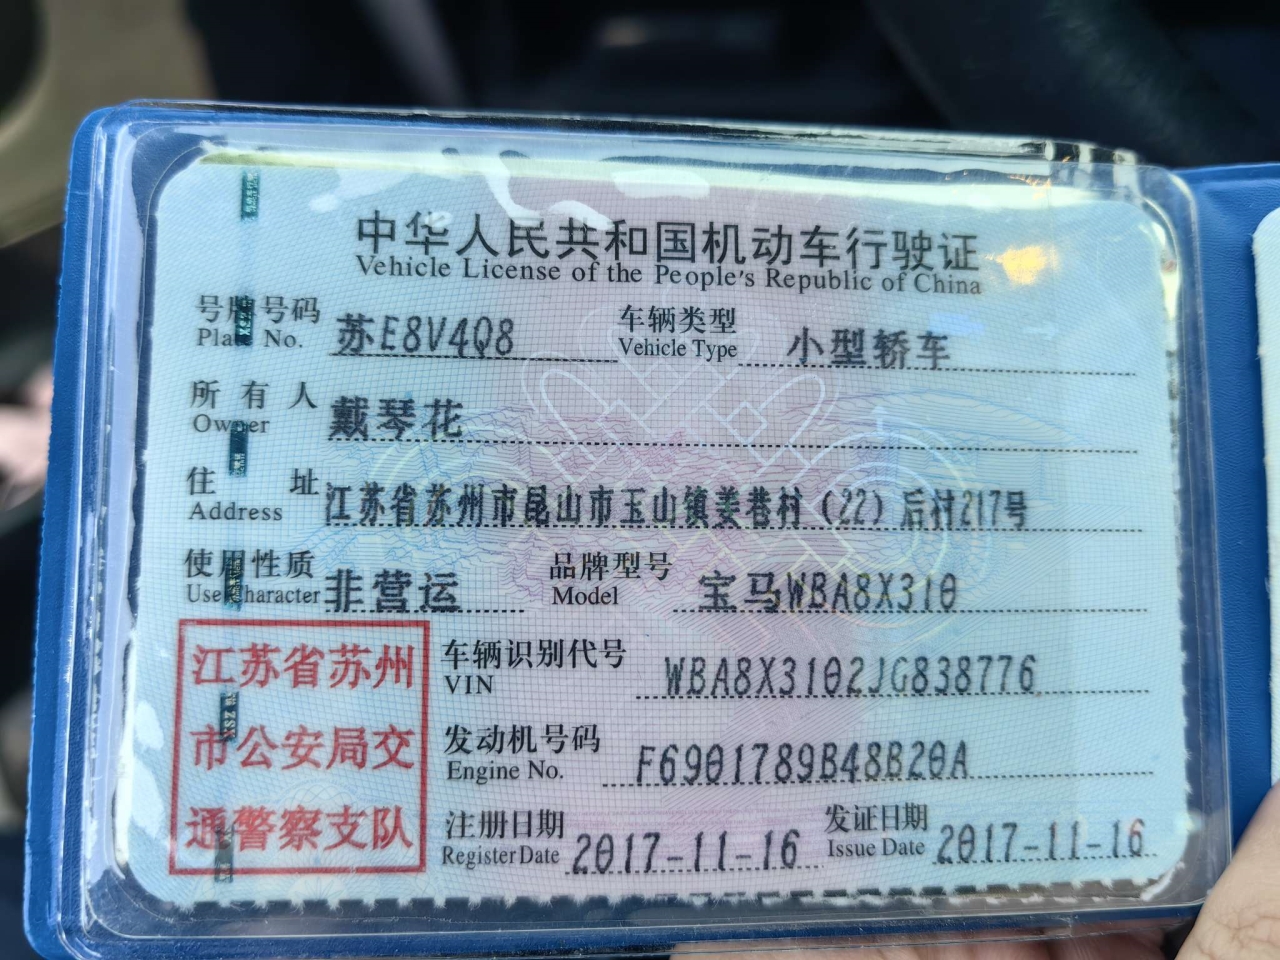 中华人民共和国机动车行驶证
Vehicle License of the People's Republic of China
号牌号码 苏E8V4Q8 车辆类型 小型轿车
Plate No. Vehicle Type
所有人 戴琴花
Owner
住址 江苏省苏州市昆山市玉山镇姜巷村(22)后村217号
Address
使用性质 非营运 品牌型号 宝马WBA8X310
Use Character Model
江苏省苏州
市公安局交
通警察支队
车辆识别代号 WBA8X3102JG838776
VIN
发动机号码 F6901789B48B20A
Engine No.
注册日期 2017-11-16 发证日期 2017-11-16
Register Date Issue Date